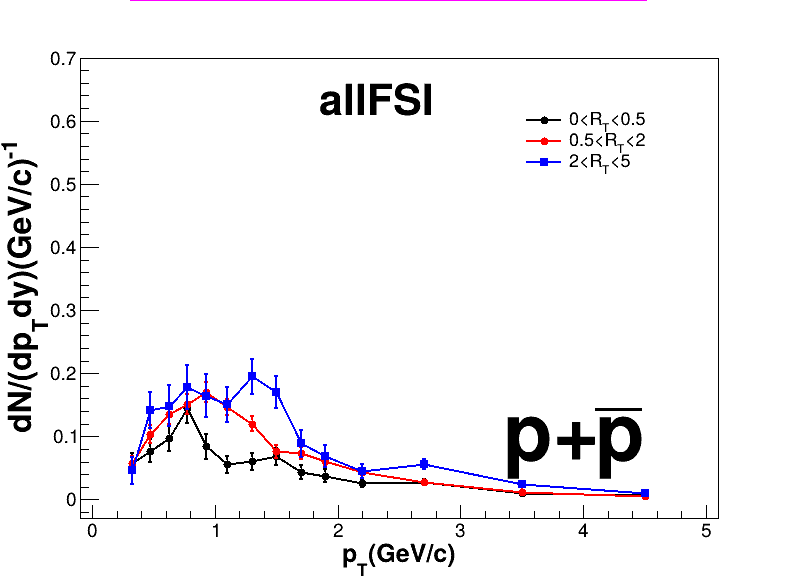 allFSI
0<R_T<0.5
0.5<R_T<2
2<R_T<5
0.7
0.6
0.5
0.4
0.3
0.2
0.1
0
dN/(dp_Tdy)(GeV/c)^-1
p+p̅
0 1 2 3 4 5
p_T(GeV/c)